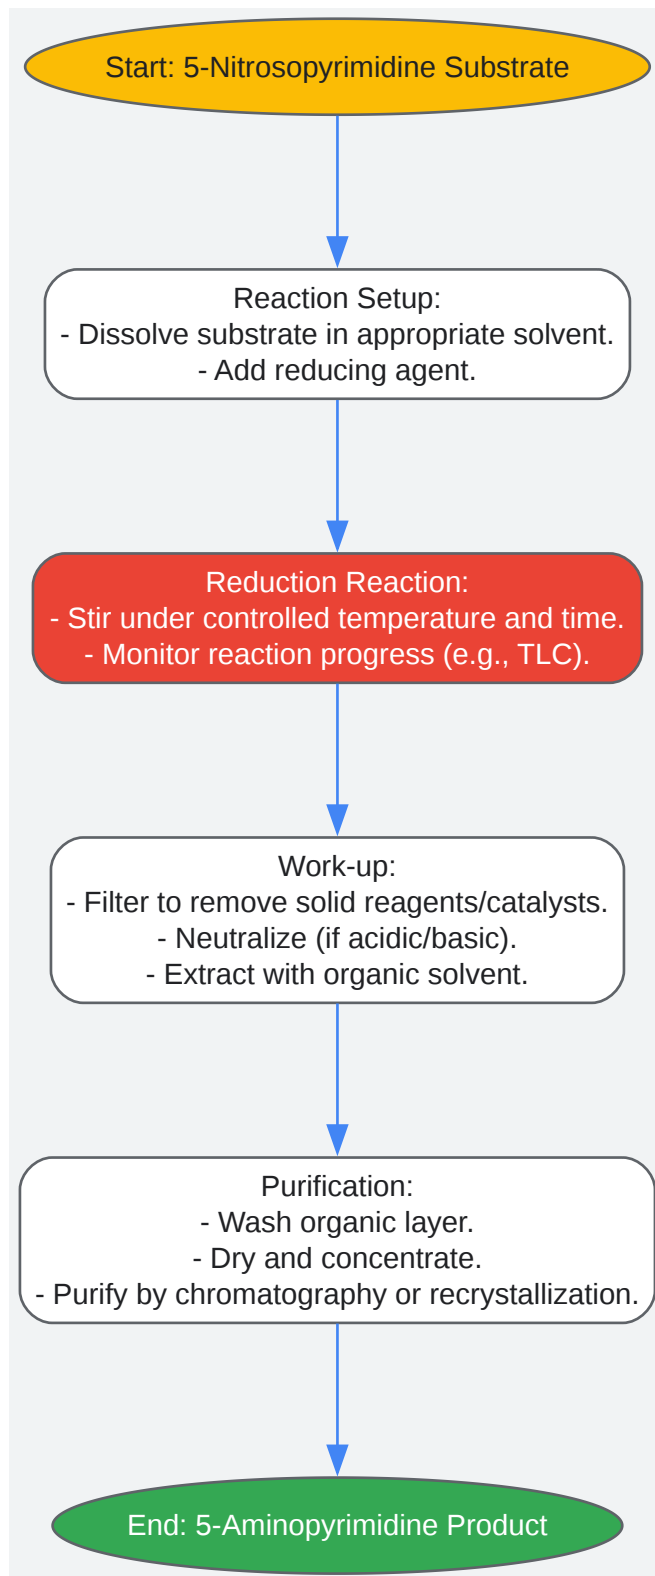 Start: 5-Nitrosopyrimidine Substrate
Reaction Setup:
- Dissolve substrate in appropriate solvent.
- Add reducing agent.
Reduction Reaction:
- Stir under controlled temperature and time.
- Monitor reaction progress (e.g., TLC).
Work-up:
- Filter to remove solid reagents/catalysts.
- Neutralize (if acidic/basic).
- Extract with organic solvent.
Purification:
- Wash organic layer.
- Dry and concentrate.
- Purify by chromatography or recrystallization.
End: 5-Aminopyrimidine Product